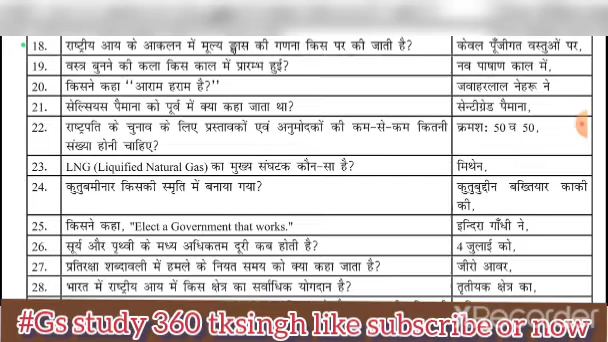 18. राष्ट्रीय आय के आकलन में मूल्य ह्रास की गणना किस पर की जाती है? केवल पूँजीगत वस्तुओं पर,
19. वस्त्र बुनने की कला किस काल में प्रारम्भ हुई? नव पाषाण काल में,
20. किसने कहा "आराम हराम है?" जवाहरलाल नेहरू ने
21. सेल्सियस पैमाना को पूर्व में क्या कहा जाता था? सेन्टीग्रेड पैमाना,
22. राष्ट्रपति के चुनाव के लिए प्रस्तावकों एवं अनुमोदकों की कम-से-कम कितनी क्रमश: 50 व 50,
संख्या होनी चाहिए?
23. LNG (Liquified Natural Gas) का मुख्य संघटक कौन-सा है? मिथेन,
24. कुतुबमीनार किसकी स्मृति में बनाया गया? कुतुबुद्दीन बख्तियार काकी
की,
25. किसने कहा, "Elect a Government that works." इन्दिरा गाँधी ने,
26. सूर्य और पृथ्वी के मध्य अधिकतम दूरी कब होती है? 4 जुलाई को,
27. प्रतिरक्षा शब्दावली में हमले के नियत समय को क्या कहा जाता है? जीरो आवर,
28. भारत में राष्ट्रीय आय में किस क्षेत्र का सर्वाधिक योगदान है? तृतीयक क्षेत्र का,
XRecorder
#Gs study 360 tksingh like subscribe or now